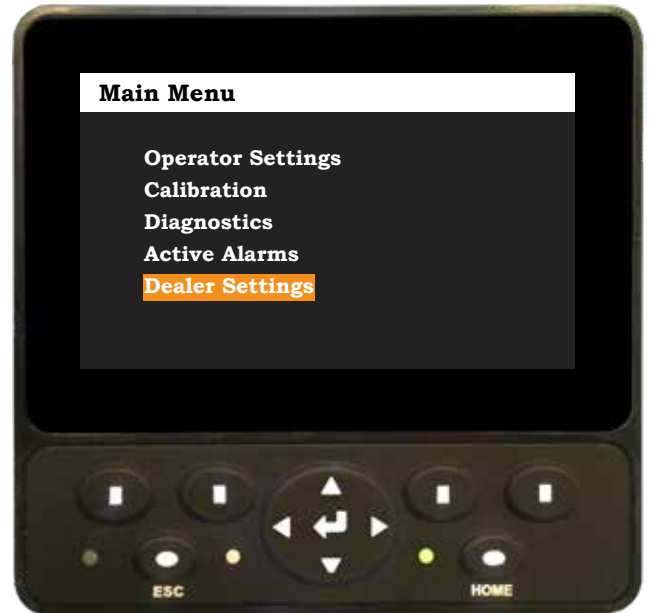 Main Menu
Operator Settings
Calibration
Diagnostics
Active Alarms
Dealer Settings
ESC
HOME